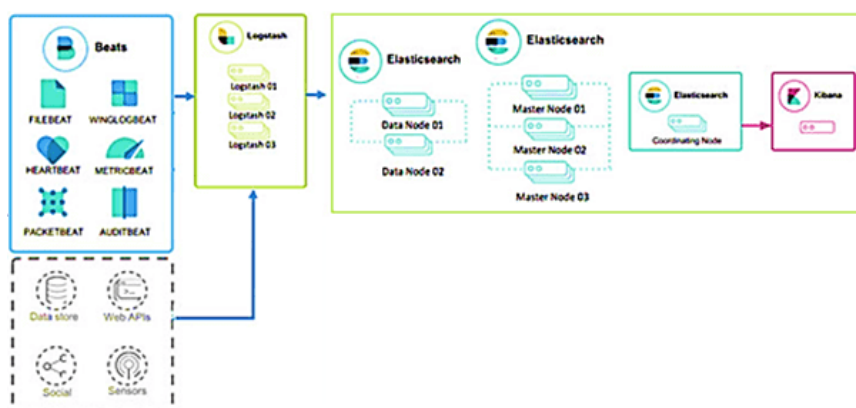 Beats
FILEBEAT
WINGLOGBEAT
HEARTBEAT
METRICBEAT
PACKETBEAT
AUDITBEAT
Data store
Web APIs
Social
Sensors
Logstash
Logstash 01
Logstash 02
Logstash 03
Elasticsearch
Data Node 01
Data Node 02
Elasticsearch
Master Node 01
Master Node 02
Master Node 03
Elasticsearch
Coordinating Node
Kibana